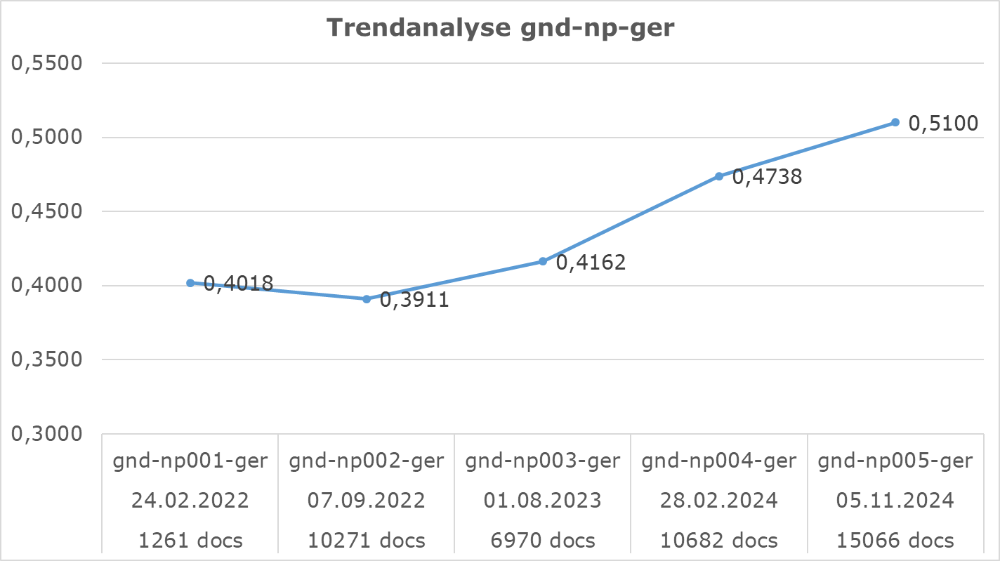 Trendanalyse gnd-np-ger
0,5500
0,5000
0,4500
0,4000
0,3500
0,3000
0,4018
0,3911
0,4162
0,4738
0,5100
gnd-np001-ger gnd-np002-ger gnd-np003-ger gnd-np004-ger gnd-np005-ger
24.02.2022 07.09.2022 01.08.2023 28.02.2024 05.11.2024
1261 docs 10271 docs 6970 docs 10682 docs 15066 docs